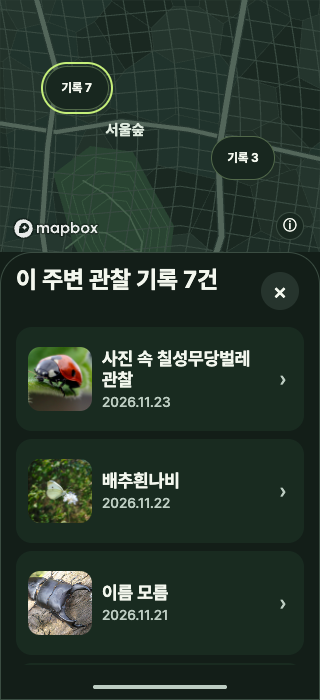 기록 7
서울숲
기록 3
mapbox
이 주변 관찰 기록 7건
사진 속 칠성무당벌레
관찰
2026.11.23
배추흰나비
2026.11.22
이름 모름
2026.11.21